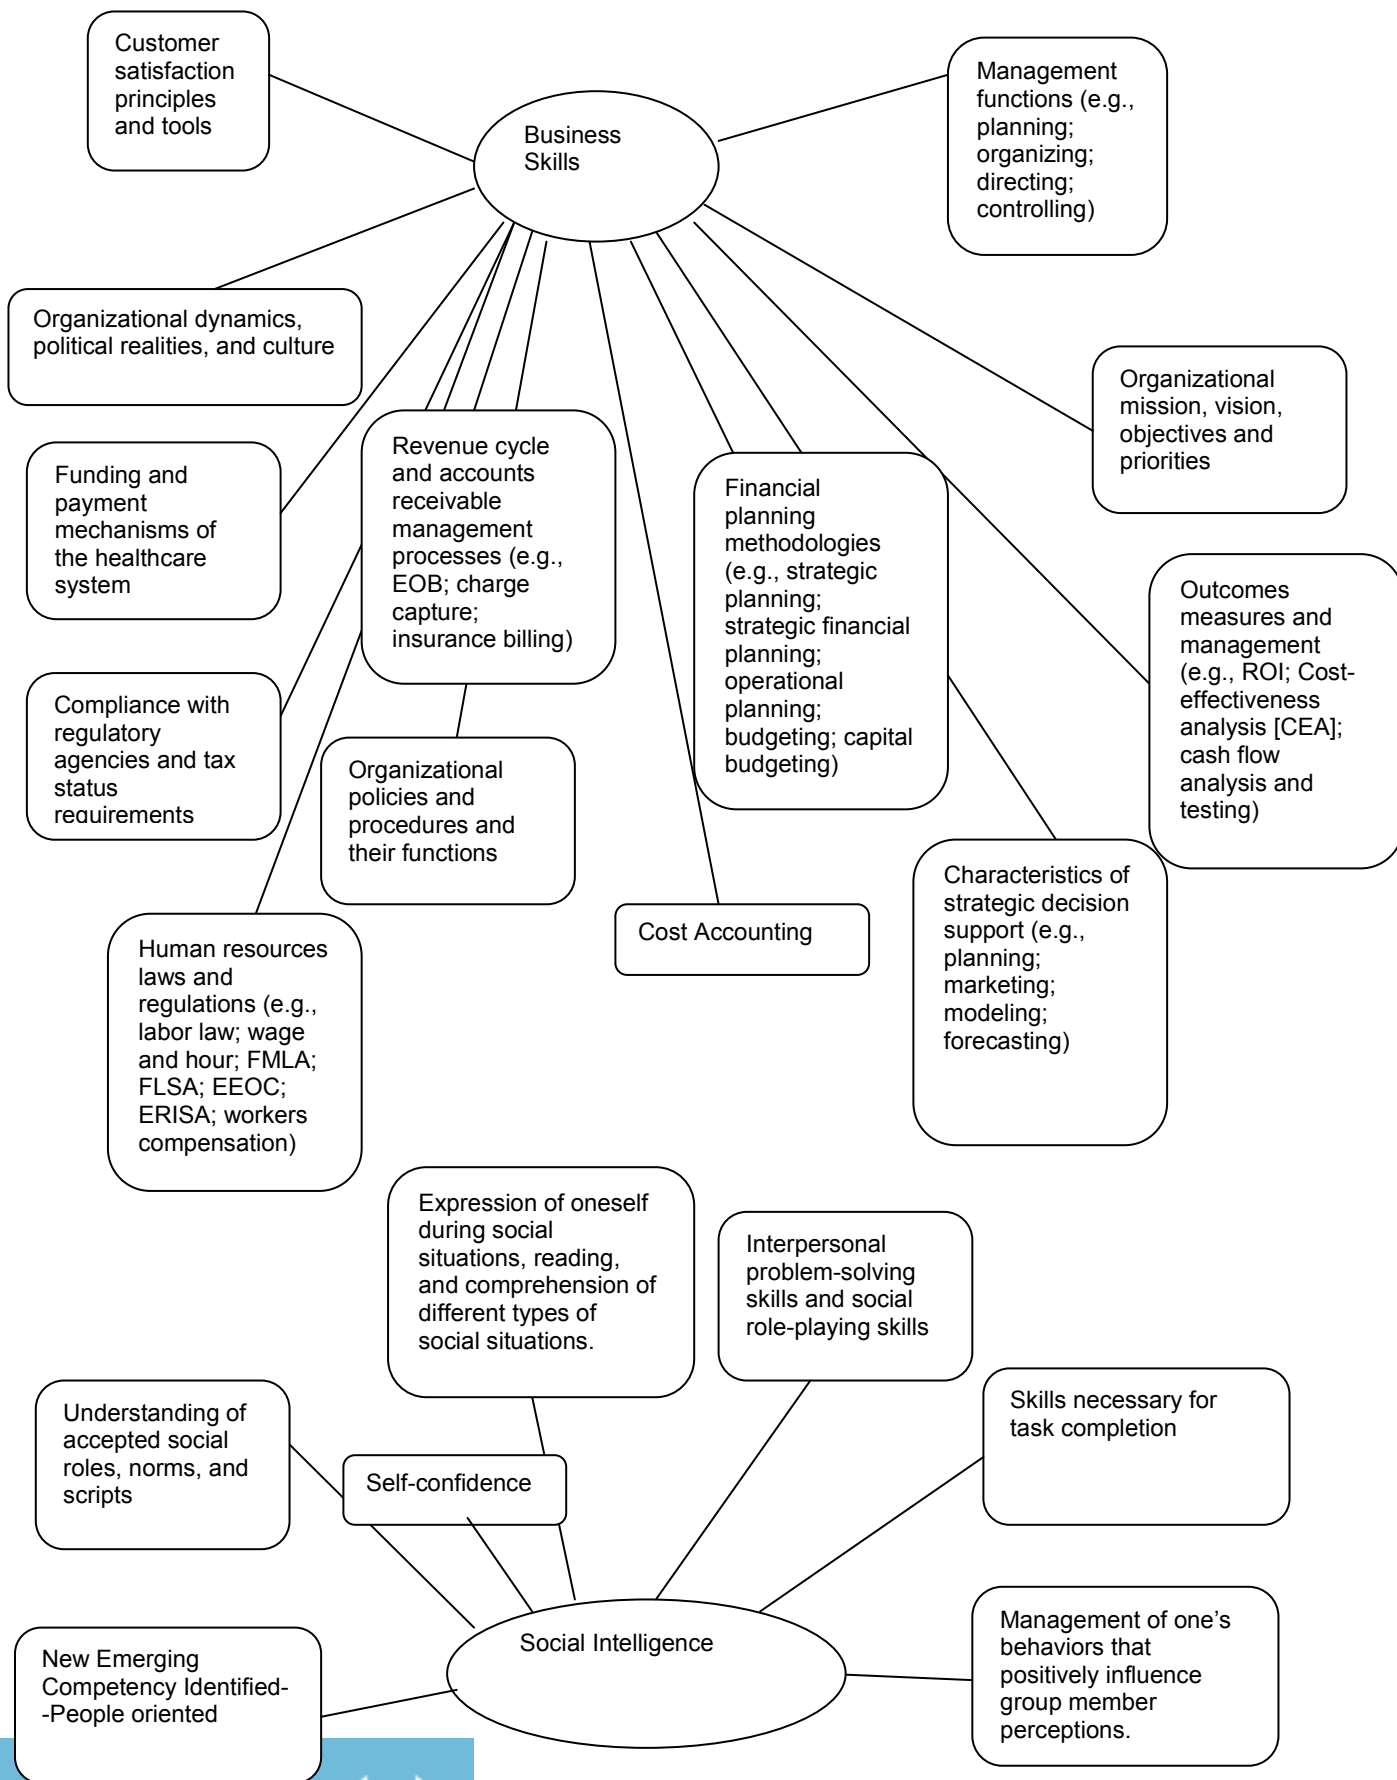 Customer
satisfaction
principles
and tools
Business
Skills
Management
functions (e.g.,
planning;
organizing;
directing;
controlling)
Organizational dynamics,
political realities, and culture
Organizational
mission, vision,
objectives and
priorities
Funding and
payment
mechanisms of
the healthcare
system
Revenue cycle
and accounts
receivable
management
processes (e.g.,
EOB; charge
capture;
insurance billing)
Financial
planning
methodologies
(e.g., strategic
planning;
strategic financial
planning;
operational
planning;
budgeting; capital
budgeting)
Outcomes
measures and
management
(e.g., ROI; Cost-
effectiveness
analysis [CEA];
cash flow
analysis and
testing)
Compliance with
regulatory
agencies and tax
status
requirements
Organizational
policies and
procedures and
their functions
Characteristics of
strategic decision
support (e.g.,
planning;
marketing;
modeling;
forecasting)
Cost Accounting
Human resources
laws and
regulations (e.g.,
labor law; wage
and hour; FMLA;
FLSA; EEOC;
ERISA; workers
compensation)
Expression of oneself
during social
situations, reading,
and comprehension of
different types of
social situations.
Interpersonal
problem-solving
skills and social
role-playing skills
Understanding of
accepted social
roles, norms, and
scripts
Self-confidence
Skills necessary for
task completion
Social Intelligence
New Emerging
Competency Identified-
-People oriented
Management of one’s
behaviors that
positively influence
group member
perceptions.